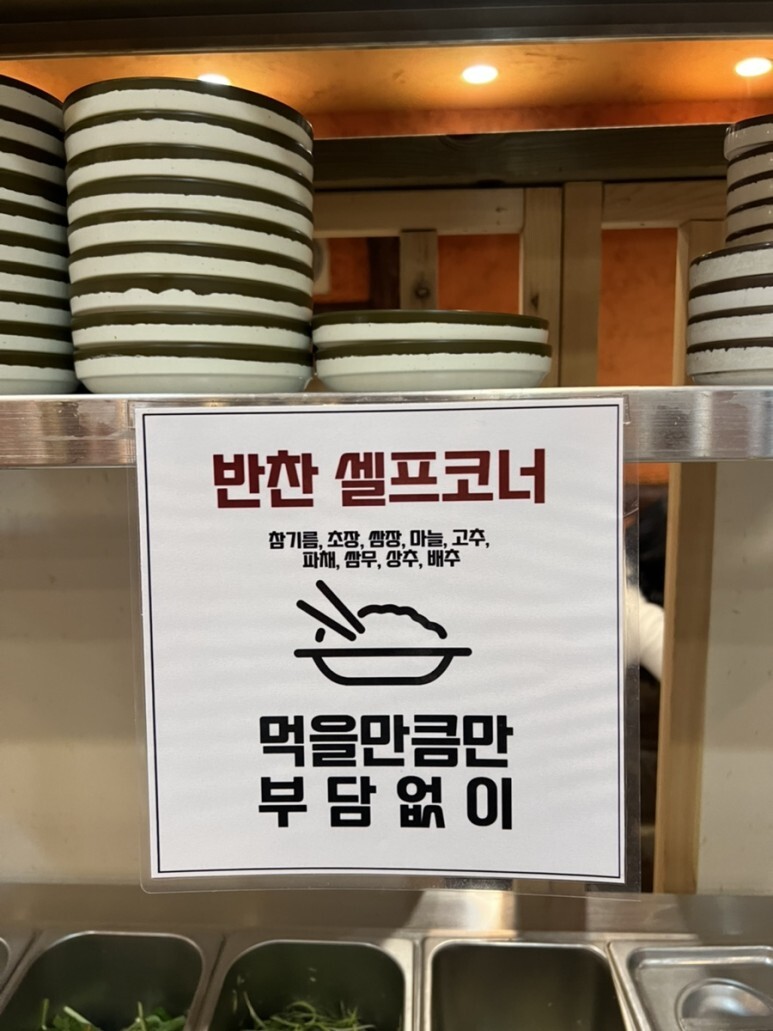 반찬 셀프코너
참기름, 초장, 쌈장, 마늘, 고추,
파채, 쌈무, 상추, 배추
먹을만큼만
부담없이